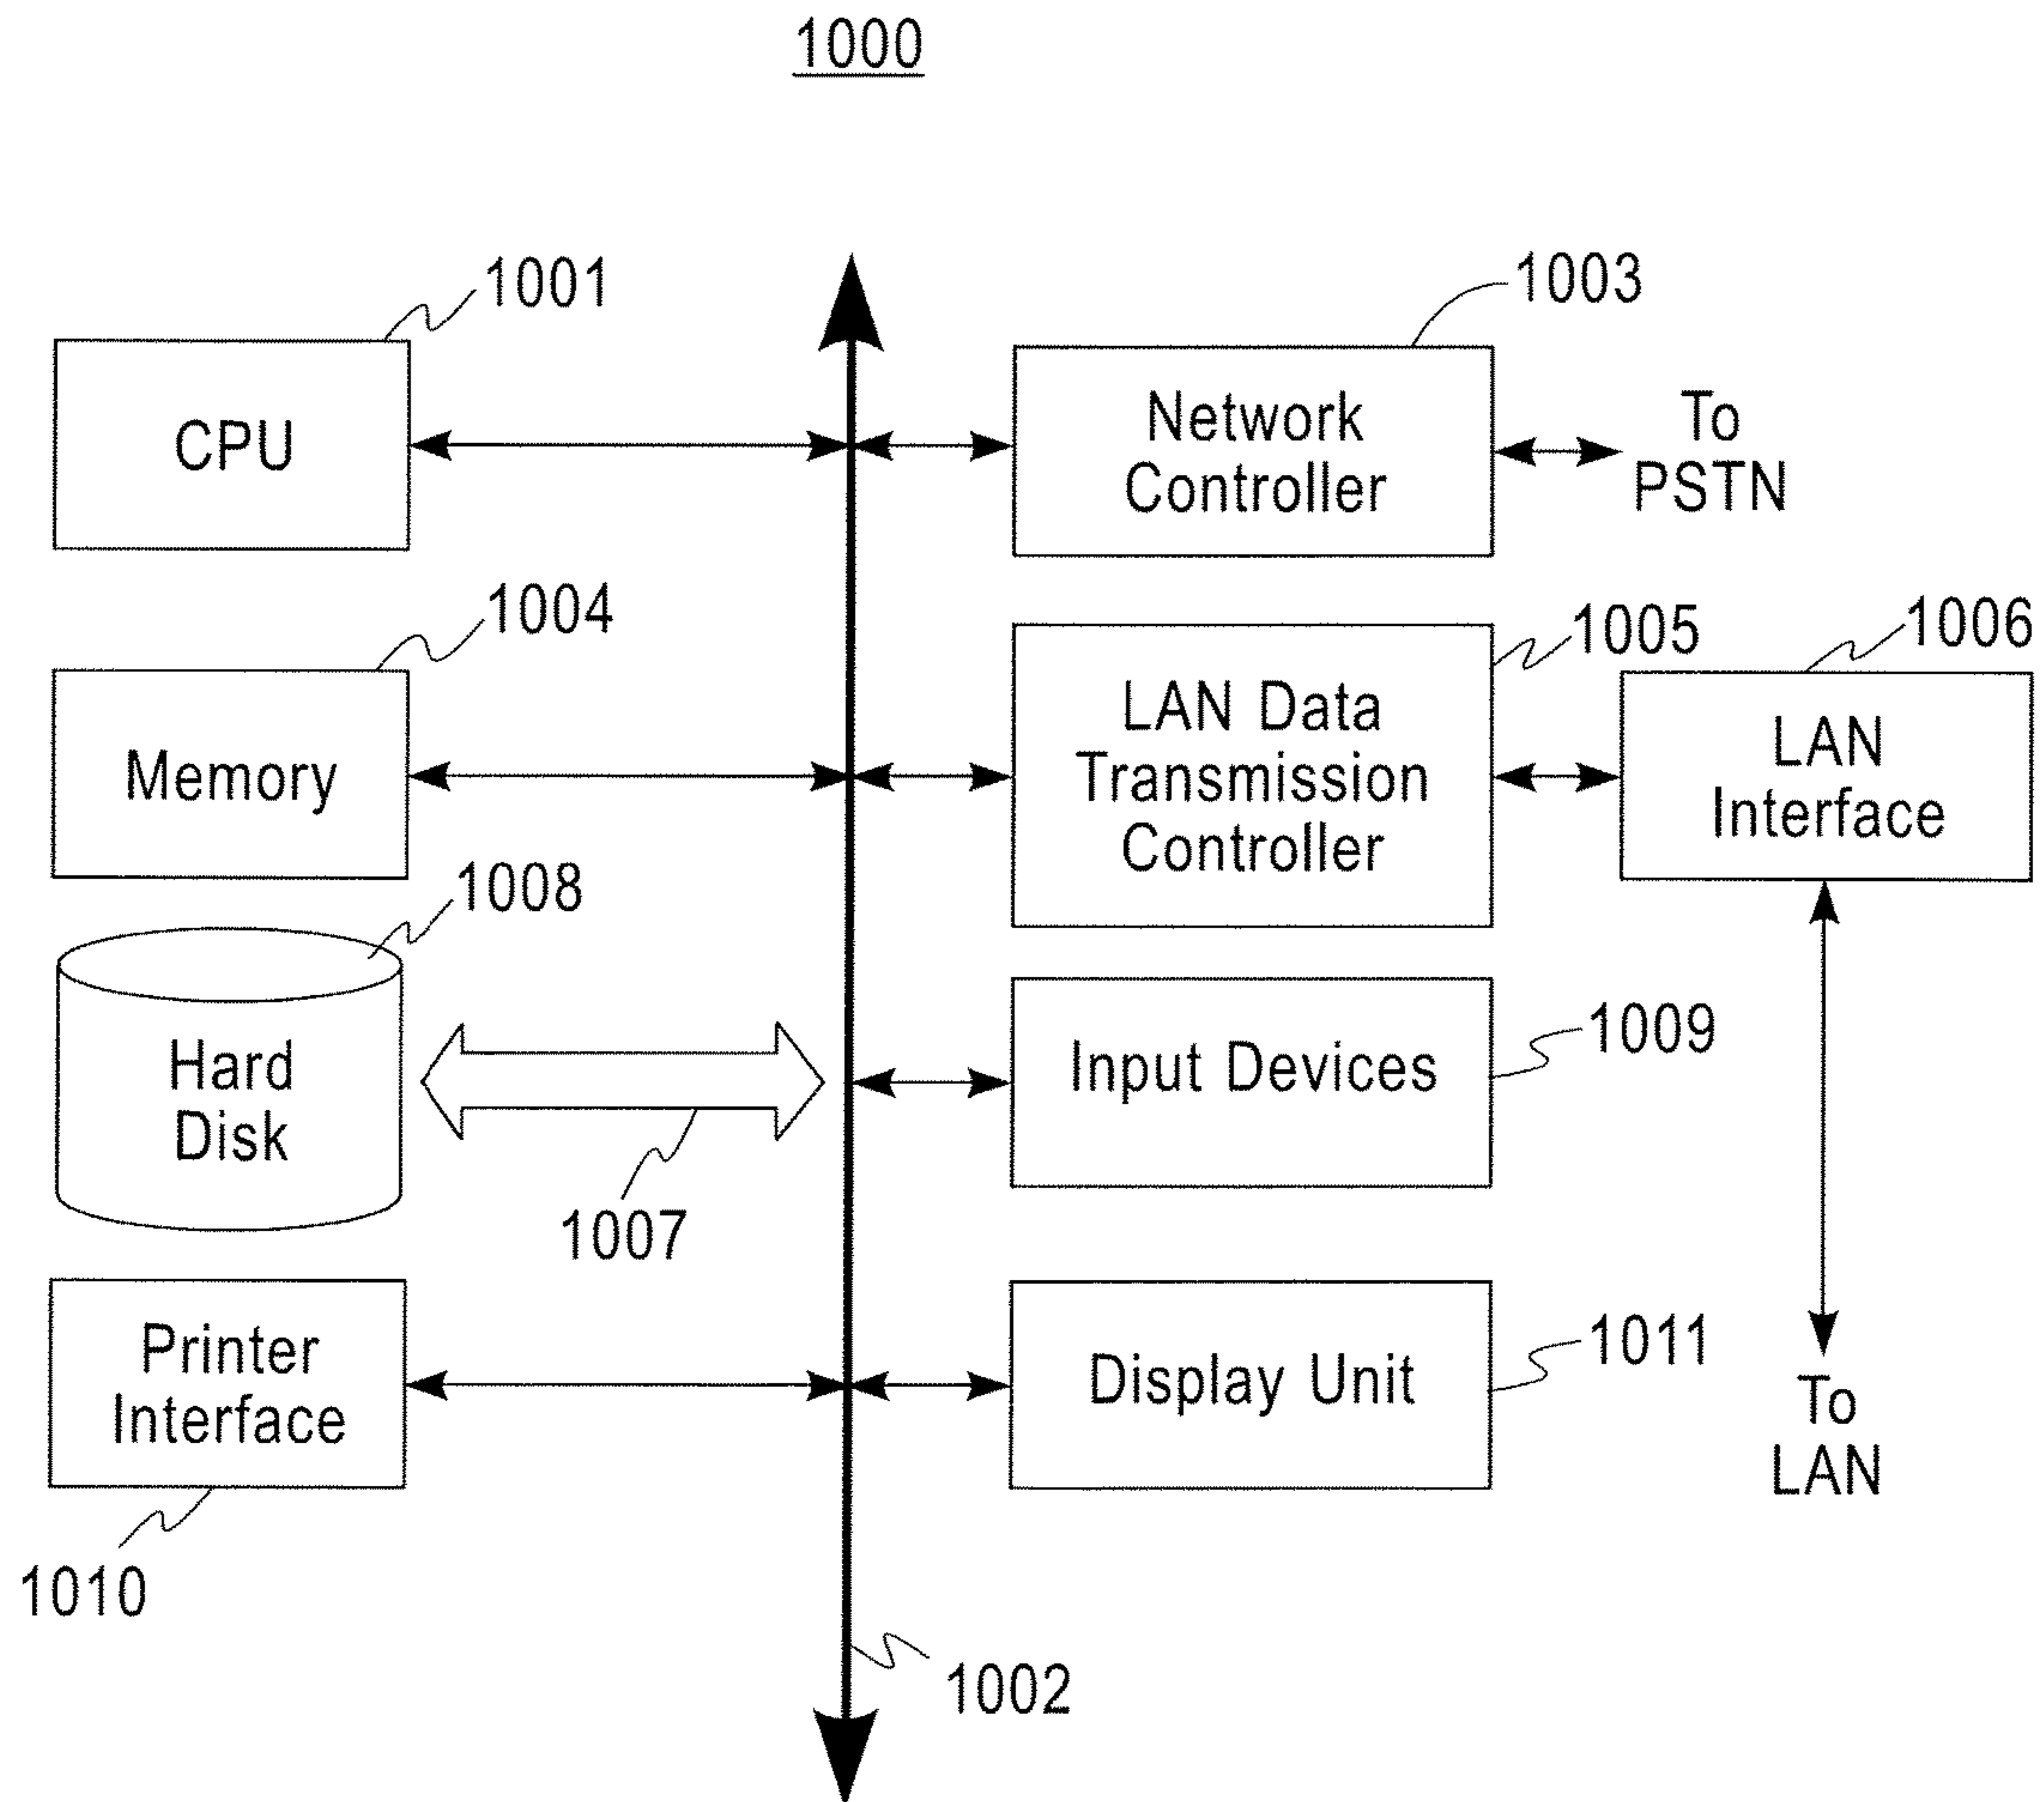 1000
1001
1003
CPU
Network
Controller
To
PSTN
1004
1005
1006
Memory
LAN Data
Transmission
Controller
LAN
Interface
1008
Hard
Disk
1007
Input Devices
1009
Printer
Interface
1010
Display Unit
1011
To
LAN
1002